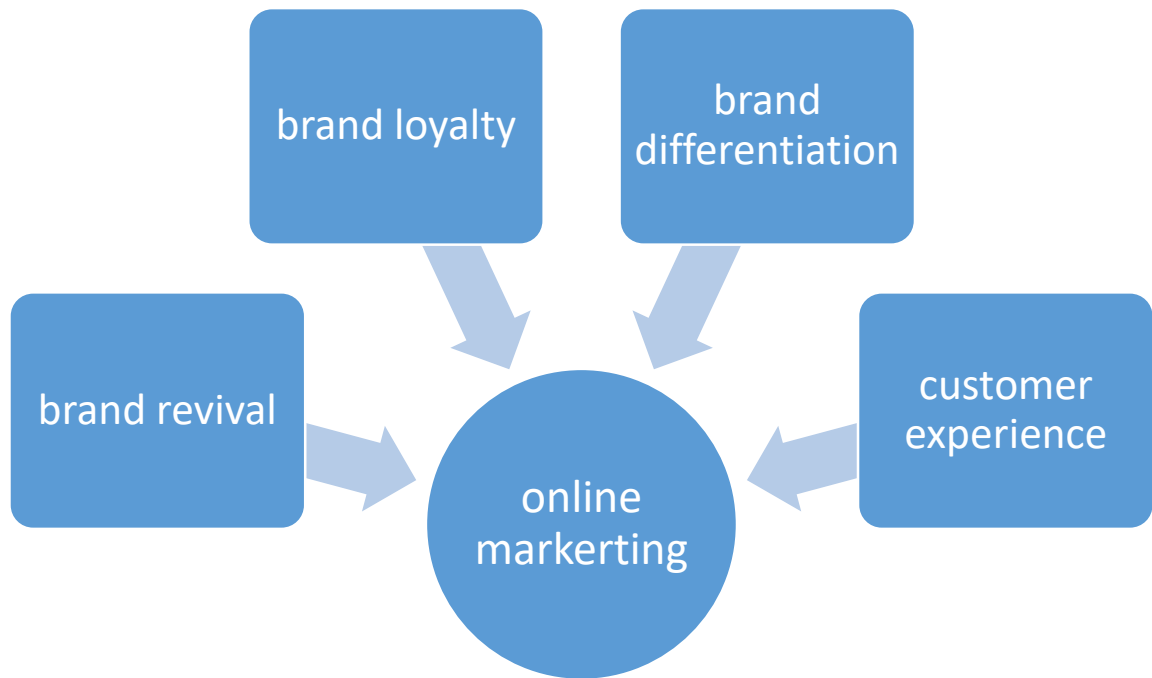 brand loyalty
brand
differentiation
brand revival
customer
experience
online
markerting